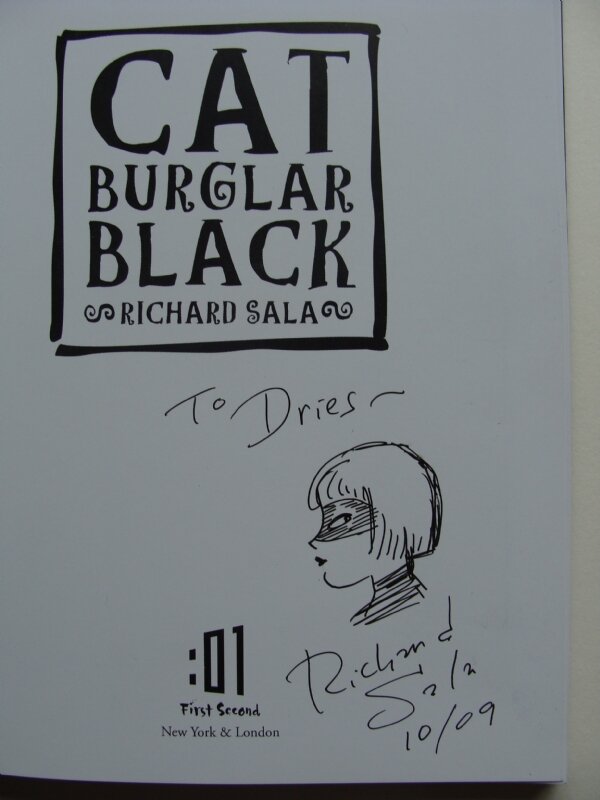 CAT
BURGLAR
BLACK
RICHARD SALA
To Dries~
:01
First Second
New York & London
Richard
Sala
10/09